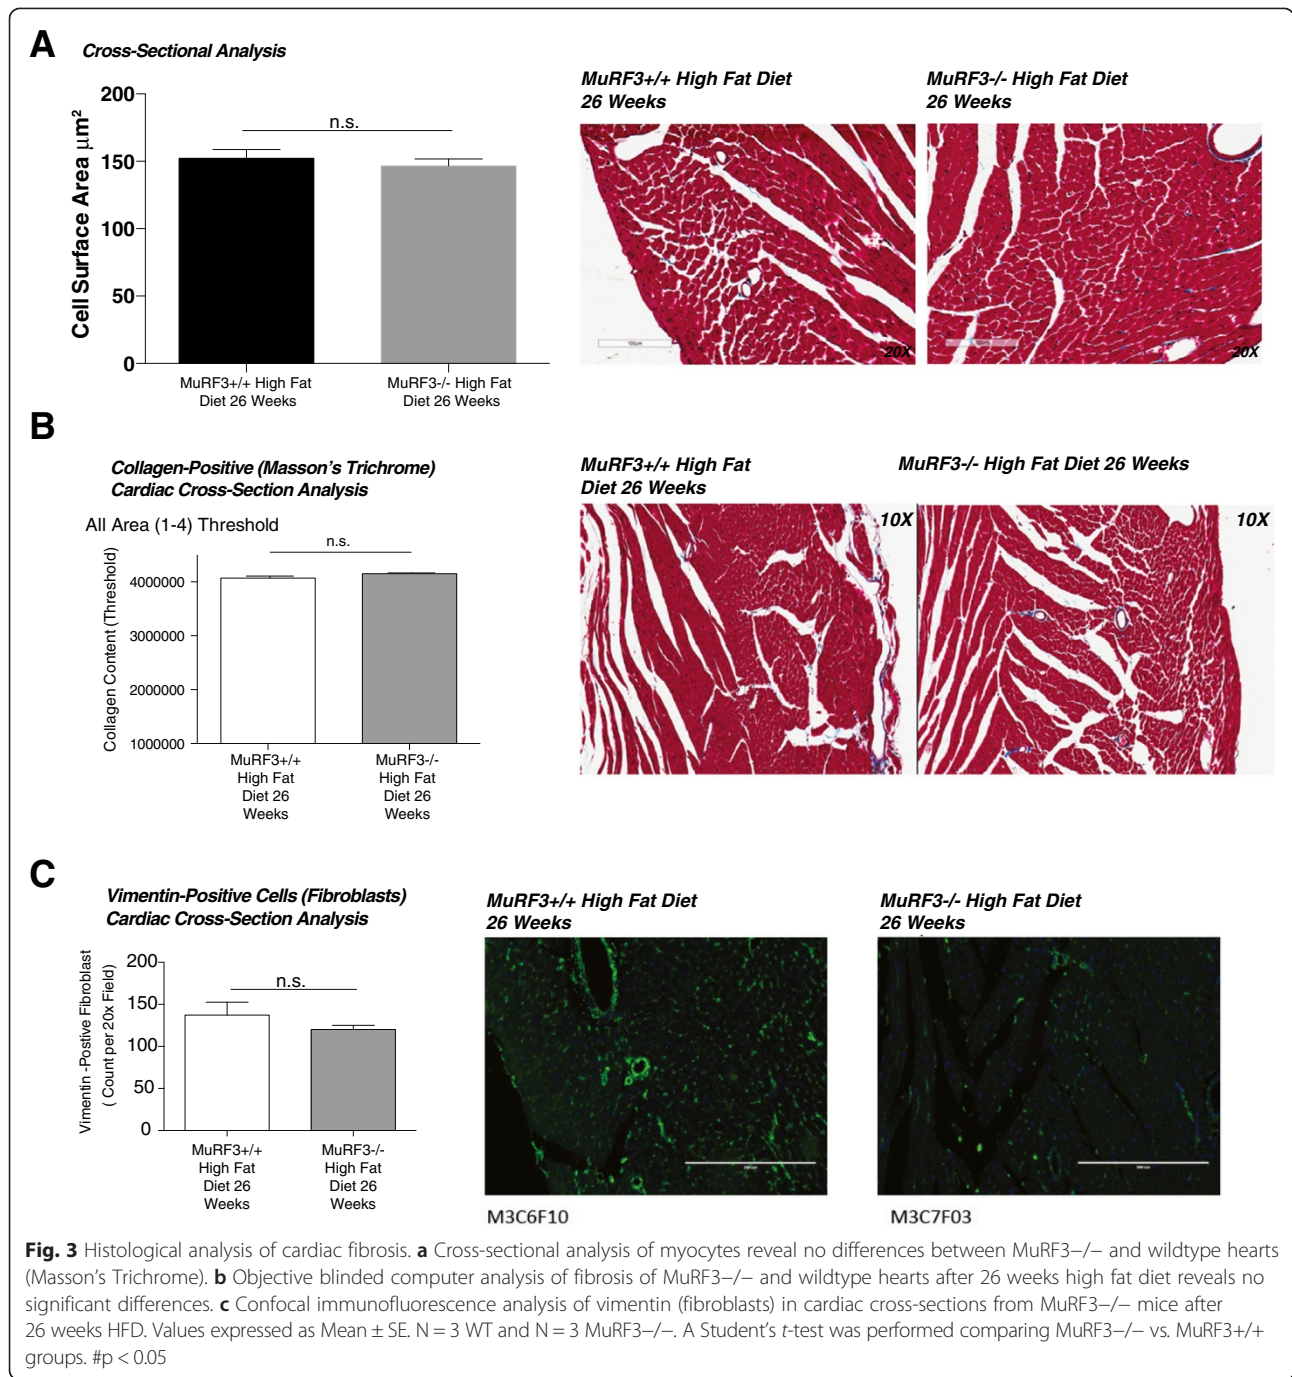 A
Cross-Sectional Analysis
Cell Surface Area µm²
200
150
100
50
0
n.s.
MuRF3+/+ High Fat
Diet 26 Weeks
MuRF3-/- High Fat
Diet 26 Weeks
MuRF3+/+ High Fat Diet
26 Weeks
100µm
20X
MuRF3-/- High Fat Diet
26 Weeks
20X
B
Collagen-Positive (Masson's Trichrome)
Cardiac Cross-Section Analysis
All Area (1-4) Threshold
Collagen Content (Threshold)
4000000
3000000
2000000
1000000
n.s.
MuRF3+/+
High Fat
Diet 26
Weeks
MuRF3-/-
High Fat
Diet 26
Weeks
MuRF3+/+ High Fat
Diet 26 Weeks
10X
MuRF3-/- High Fat Diet 26 Weeks
10X
C
Vimentin-Positive Cells (Fibroblasts)
Cardiac Cross-Section Analysis
Vimentin -Postive Fibroblast
( Count per 20x Field)
200
150
100
50
0
n.s.
MuRF3+/+
High Fat
Diet 26
Weeks
MuRF3-/-
High Fat
Diet 26
Weeks
MuRF3+/+ High Fat Diet
26 Weeks
M3C6F10
MuRF3-/- High Fat Diet
26 Weeks
M3C7F03
Fig. 3 Histological analysis of cardiac fibrosis. a Cross-sectional analysis of myocytes reveal no differences between MuRF3−/− and wildtype hearts
(Masson's Trichrome). b Objective blinded computer analysis of fibrosis of MuRF3−/− and wildtype hearts after 26 weeks high fat diet reveals no
significant differences. c Confocal immunofluorescence analysis of vimentin (fibroblasts) in cardiac cross-sections from MuRF3−/− mice after
26 weeks HFD. Values expressed as Mean ± SE. N = 3 WT and N = 3 MuRF3−/−. A Student's t-test was performed comparing MuRF3−/− vs. MuRF3+/+
groups. #p < 0.05